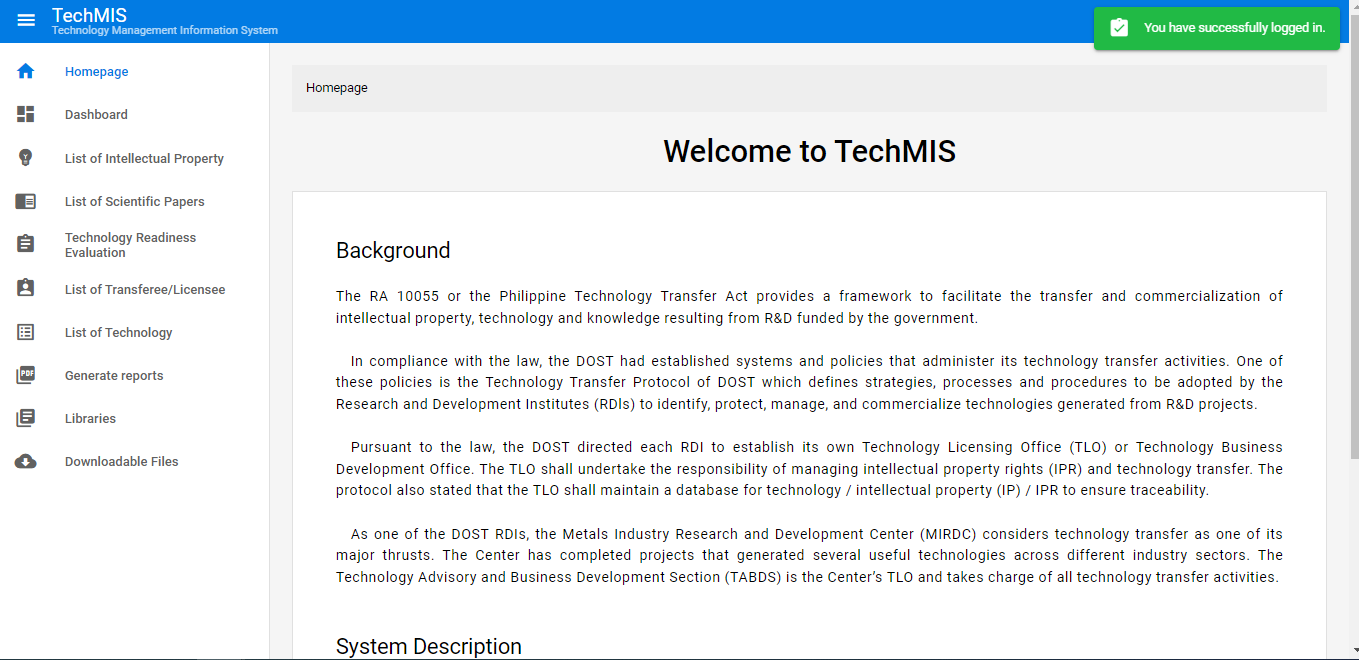 TechMIS
Technology Management Information System
You have successfully logged in.
Homepage
Dashboard
List of Intellectual Property
List of Scientific Papers
Technology Readiness
Evaluation
List of Transferee/Licensee
List of Technology
PDF
Generate reports
Libraries
Downloadable Files
Homepage
Welcome to TechMIS
Background
The RA 10055 or the Philippine Technology Transfer Act provides a framework to facilitate the transfer and commercialization of
intellectual property, technology and knowledge resulting from R&D funded by the government.
In compliance with the law, the DOST had established systems and policies that administer its technology transfer activities. One of
these policies is the Technology Transfer Protocol of DOST which defines strategies, processes and procedures to be adopted by the
Research and Development Institutes (RDIs) to identify, protect, manage, and commercialize technologies generated from R&D projects.
Pursuant to the law, the DOST directed each RDI to establish its own Technology Licensing Office (TLO) or Technology Business
Development Office. The TLO shall undertake the responsibility of managing intellectual property rights (IPR) and technology transfer. The
protocol also stated that the TLO shall maintain a database for technology / intellectual property (IP) / IPR to ensure traceability.
As one of the DOST RDIs, the Metals Industry Research and Development Center (MIRDC) considers technology transfer as one of its
major thrusts. The Center has completed projects that generated several useful technologies across different industry sectors. The
Technology Advisory and Business Development Section (TABDS) is the Center’s TLO and takes charge of all technology transfer activities.
System Description